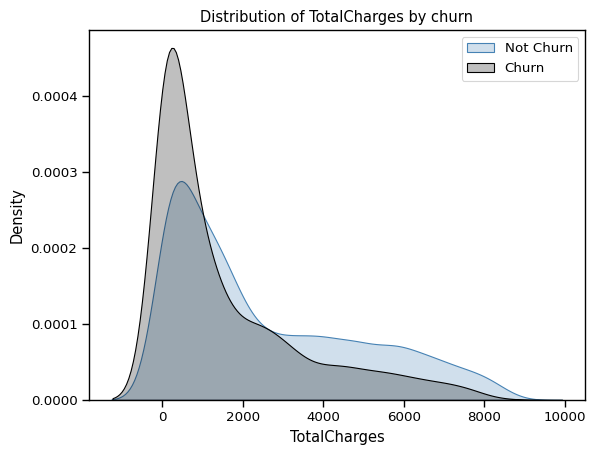 Distribution of TotalCharges by churn
Not Churn
Churn
Density
0.0004
0.0003
0.0002
0.0001
0.0000
0 2000 4000 6000 8000 10000
TotalCharges